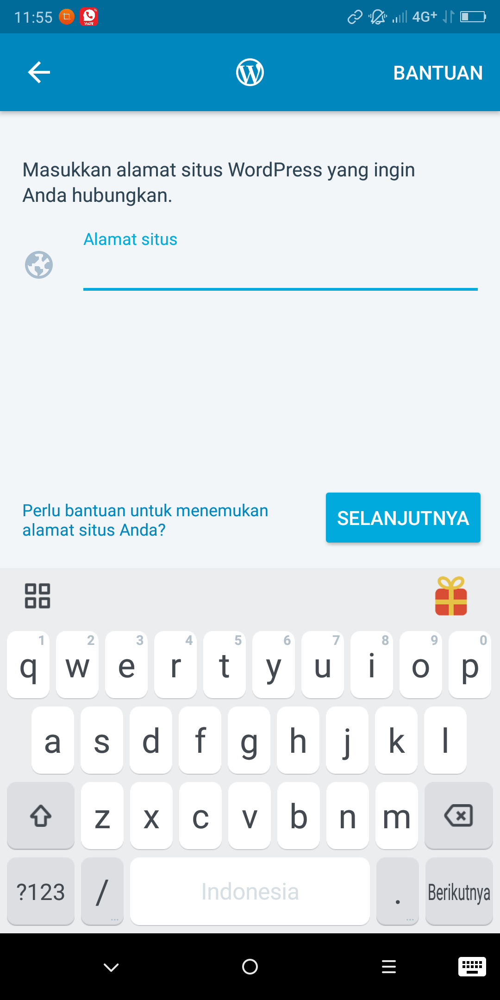 11:55
VoLTE
4G+
BANTUAN
Masukkan alamat situs WordPress yang ingin
Anda hubungkan.
Alamat situs
Perlu bantuan untuk menemukan
alamat situs Anda?
SELANJUTNYA
1 2 3 4 5 6 7 8 9 0
q w e r t y u i o p
a s d f g h j k l
z x c v b n m
?123 / Indonesia . Berikutnya